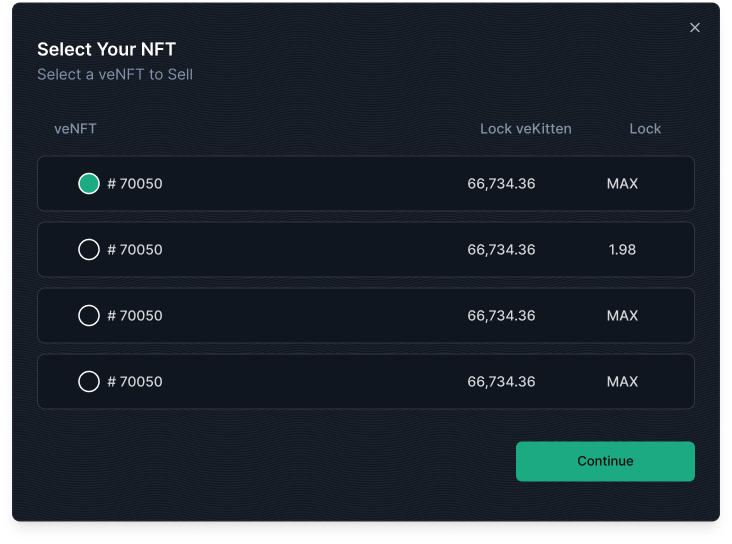 Select Your NFT
Select a veNFT to Sell
veNFT Lock veKitten Lock
# 70050 66,734.36 MAX
# 70050 66,734.36 1.98
# 70050 66,734.36 MAX
# 70050 66,734.36 MAX
Continue